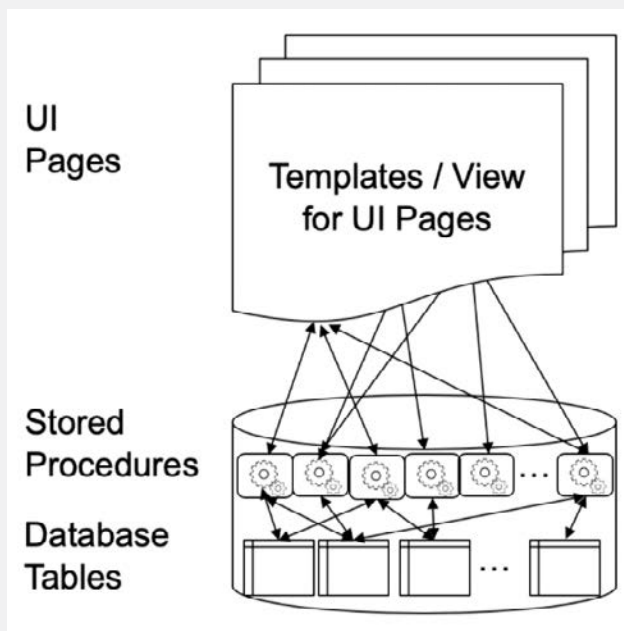 UI
Pages
Templates / View
for UI Pages
Stored
Procedures
...
Database
Tables
...